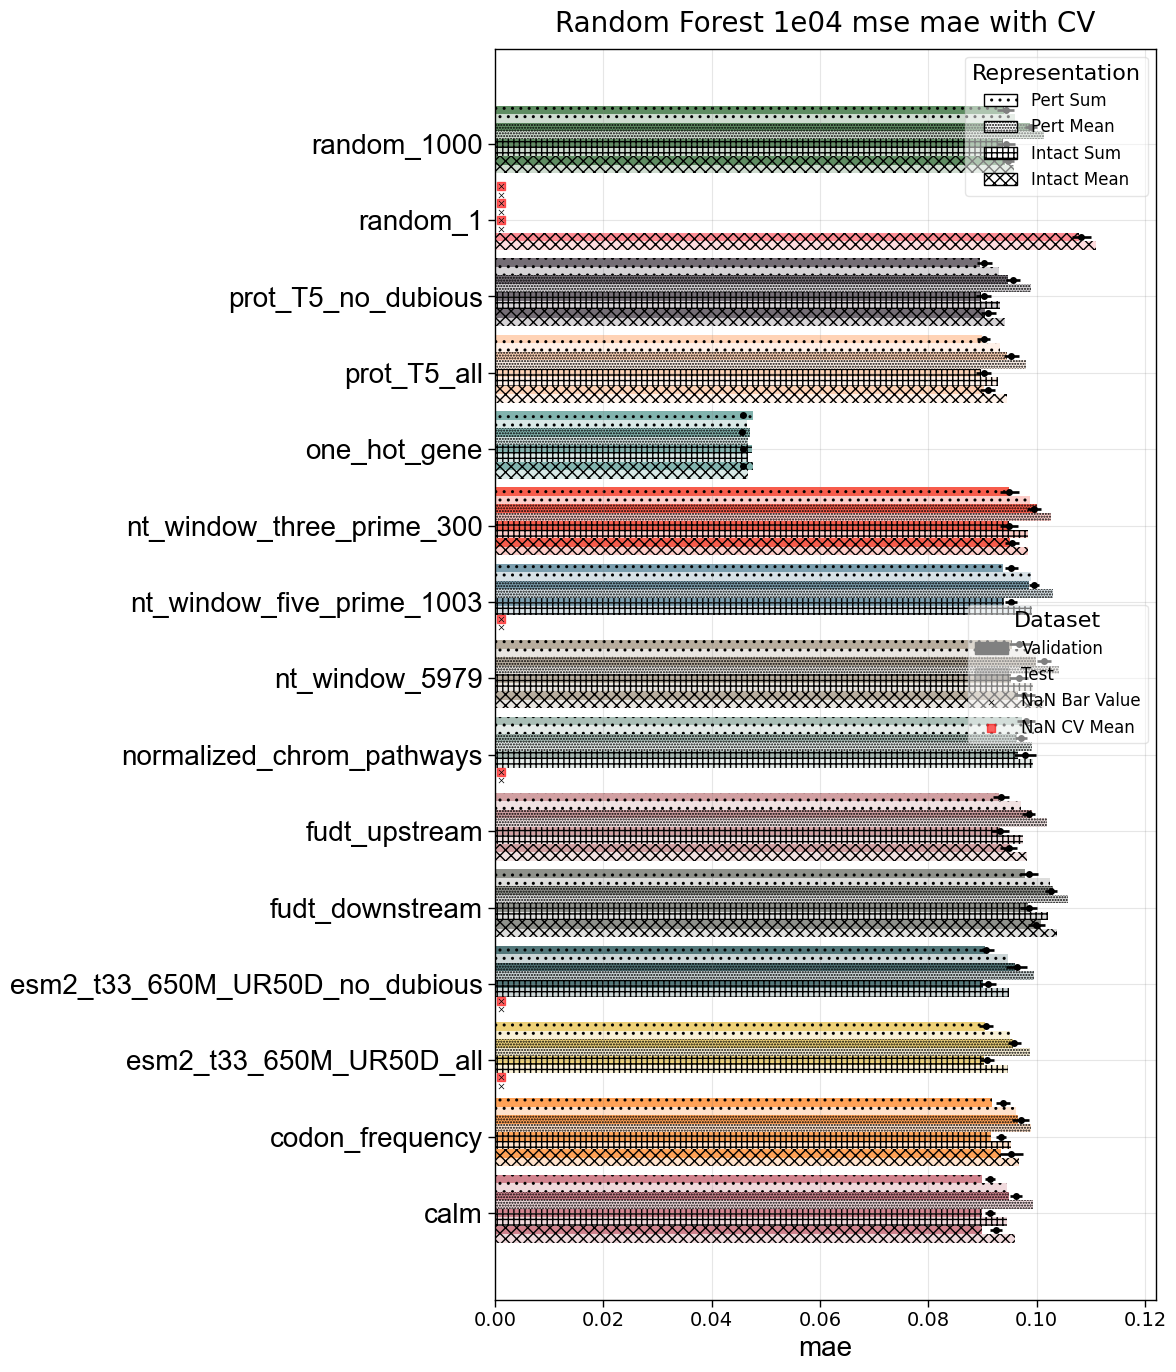 Random Forest 1e04 mse mae with CV
Representation
Pert Sum
Pert Mean
Intact Sum
Intact Mean
random_1000
random_1
prot_T5_no_dubious
prot_T5_all
one_hot_gene
nt_window_three_prime_300
nt_window_five_prime_1003
Dataset
Validation
Test
NaN Bar Value
NaN CV Mean
nt_window_5979
normalized_chrom_pathways
fudt_upstream
fudt_downstream
esm2_t33_650M_UR50D_no_dubious
esm2_t33_650M_UR50D_all
codon_frequency
calm
0.00 0.02 0.04 0.06 0.08 0.10 0.12
mae